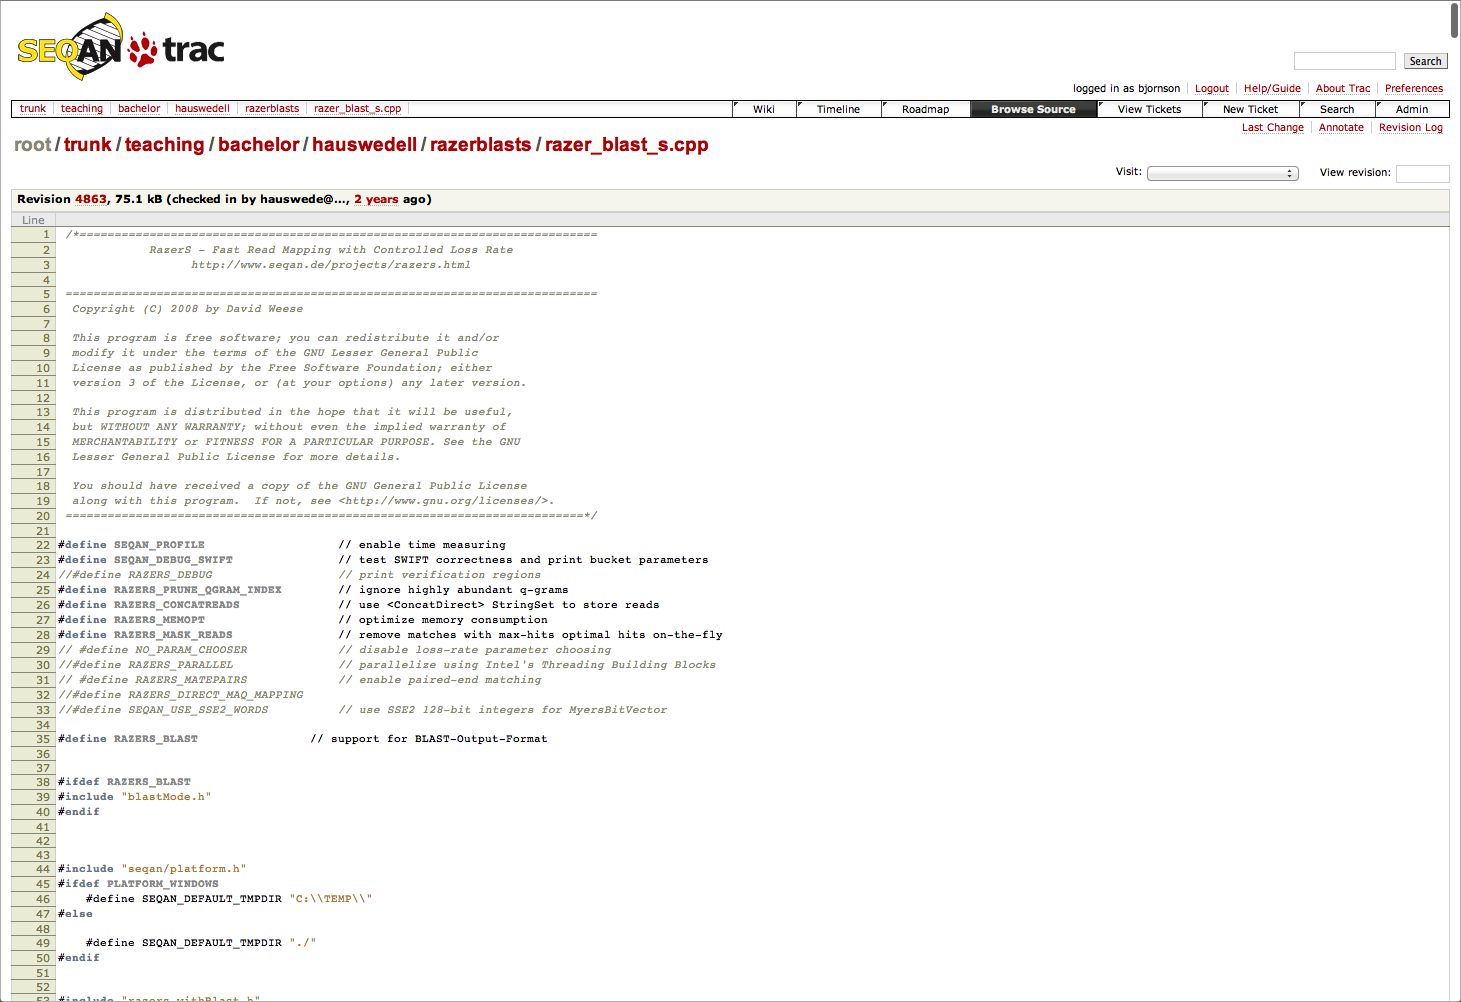 SEQAN trac
Search
logged in as bjornson Logout Help/Guide About Trac Preferences
trunk teaching bachelor hauswedell razerblasts razer_blast_s.cpp Wiki Timeline Roadmap Browse Source View Tickets New Ticket Search Admin
Last Change Annotate Revision Log
root / trunk / teaching / bachelor / hauswedell / razerblasts / razer_blast_s.cpp
Visit: View revision:
Revision 4863, 75.1 kB (checked in by hauswede@..., 2 years ago)
Line
1 /*==========================================================================
2 RazerS - Fast Read Mapping with Controlled Loss Rate
3 http://www.seqan.de/projects/razers.html
4
5 ============================================================================
6 Copyright (C) 2008 by David Weese
7
8 This program is free software; you can redistribute it and/or
9 modify it under the terms of the GNU Lesser General Public
10 License as published by the Free Software Foundation; either
11 version 3 of the License, or (at your options) any later version.
12
13 This program is distributed in the hope that it will be useful,
14 but WITHOUT ANY WARRANTY; without even the implied warranty of
15 MERCHANTABILITY or FITNESS FOR A PARTICULAR PURPOSE. See the GNU
16 Lesser General Public License for more details.
17
18 You should have received a copy of the GNU General Public License
19 along with this program.  If not, see <http://www.gnu.org/licenses/>.
20 ==========================================================================*/
21
22 #define SEQAN_PROFILE // enable time measuring
23 #define SEQAN_DEBUG_SWIFT // test SWIFT correctness and print bucket parameters
24 //#define RAZERS_DEBUG // print verification regions
25 #define RAZERS_PRUNE_QGRAM_INDEX // ignore highly abundant q-grams
26 #define RAZERS_CONCATREADS // use <ConcatDirect> StringSet to store reads
27 #define RAZERS_MEMOPT // optimize memory consumption
28 #define RAZERS_MASK_READS // remove matches with max-hits optimal hits on-the-fly
29 // #define NO_PARAM_CHOOSER // disable loss-rate parameter choosing
30 //#define RAZERS_PARALLEL // parallelize using Intel's Threading Building Blocks
31 // #define RAZERS_MATEPAIRS // enable paired-end matching
32 //#define RAZERS_DIRECT_MAQ_MAPPING
33 //#define SEQAN_USE_SSE2_WORDS // use SSE2 128-bit integers for MyersBitVector
34
35 #define RAZERS_BLAST // support for BLAST-Output-Format
36
37
38 #ifdef RAZERS_BLAST
39 #include "blastMode.h"
40 #endif
41
42
43
44 #include "seqan/platform.h"
45 #ifdef PLATFORM_WINDOWS
46 #define SEQAN_DEFAULT_TMPDIR "C:\\TEMP\\"
47 #else
48
49 #define SEQAN_DEFAULT_TMPDIR "./"
50 #endif
51
52
53 #include "razers_withBlast.h"